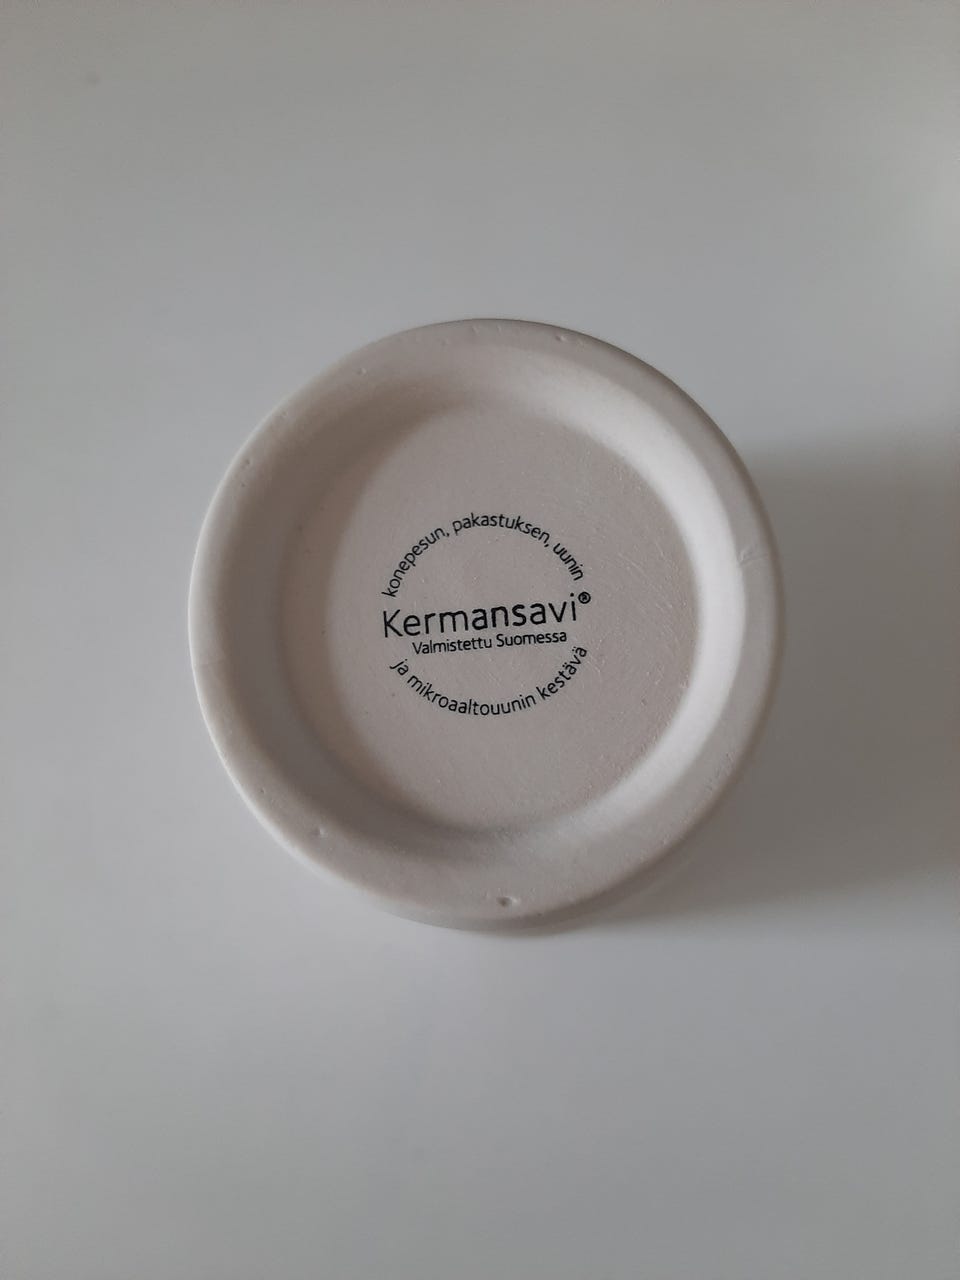 konepesun, pakastuksen, uunin
Kermansavi®
Valmistettu Suomessa
ja mikroaaltouunin kestävä